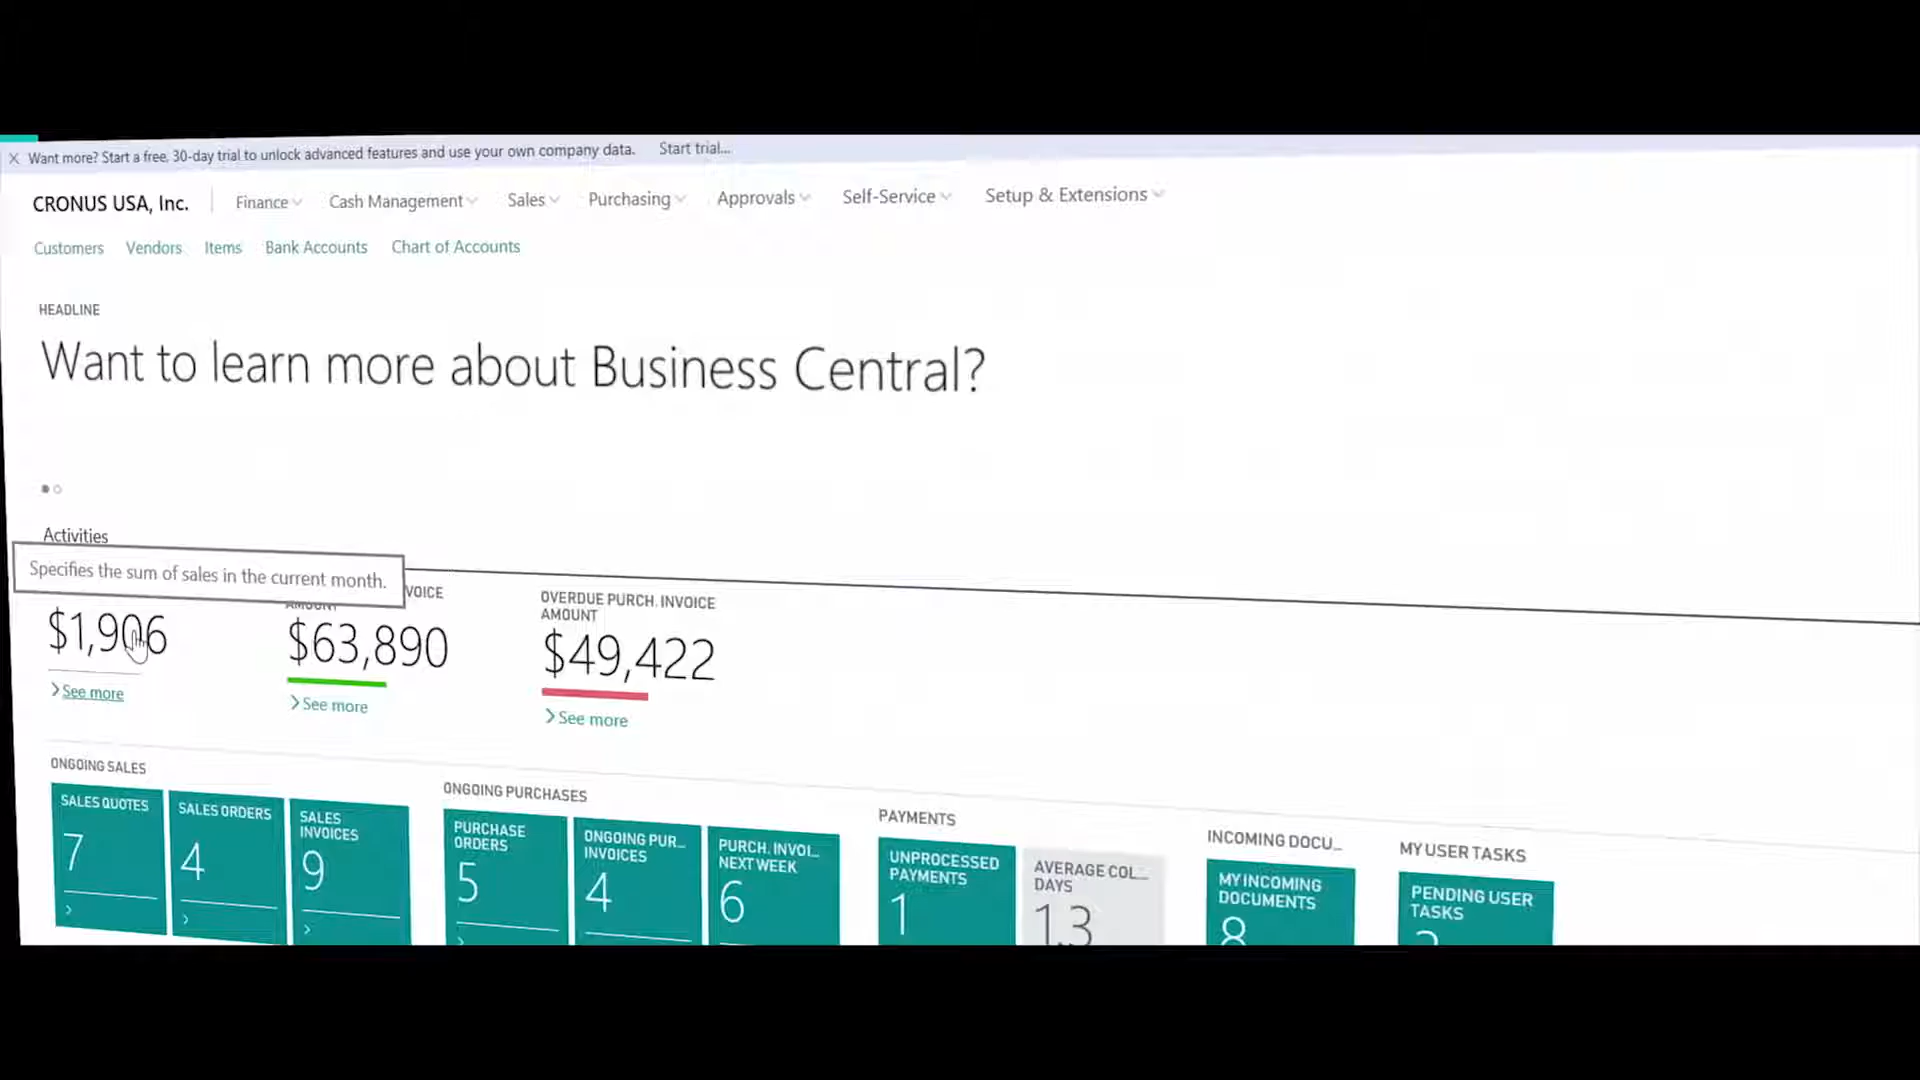 Want more? Start a free, 30-day trial to unlock advanced features and use your own company data. Start trial...
CRONUS USA, Inc. Finance Cash Management Sales Purchasing Approvals Self-Service Setup & Extensions
Customers Vendors Items Bank Accounts Chart of Accounts
HEADLINE
Want to learn more about Business Central?
Activities
Specifies the sum of sales in the current month.
VOICE
AMOUNT
OVERDUE PURCH. INVOICE
AMOUNT
$1,906
$63,890
$49,422
See more
See more
See more
ONGOING SALES
SALES QUOTES
7
SALES ORDERS
4
SALES
INVOICES
9
ONGOING PURCHASES
PURCHASE
ORDERS
5
ONGOING PUR...
INVOICES
4
PURCH. INVOI...
NEXT WEEK
6
PAYMENTS
UNPROCESSED
PAYMENTS
1
AVERAGE COL...
DAYS
1.3
INCOMING DOCU...
MY INCOMING
DOCUMENTS
8
MY USER TASKS
PENDING USER
TASKS